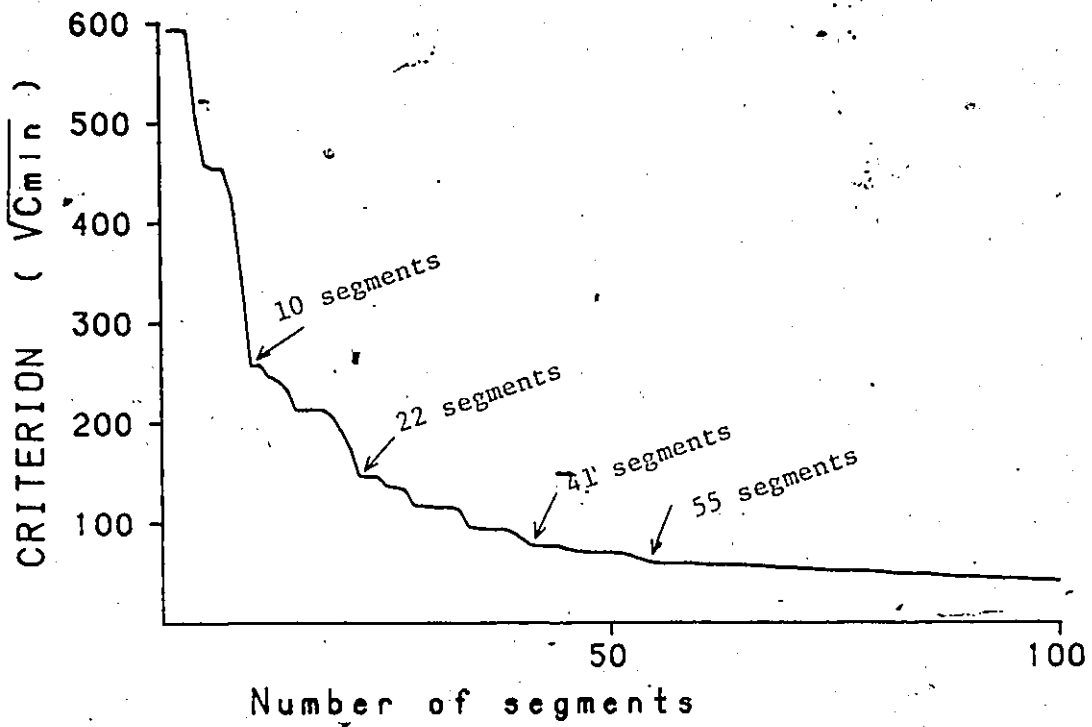 600
500
400
300
200
100
CRITERION ( √Cmin )
10 segments
22 segments
41 segments
55 segments
50
100
Number of segments